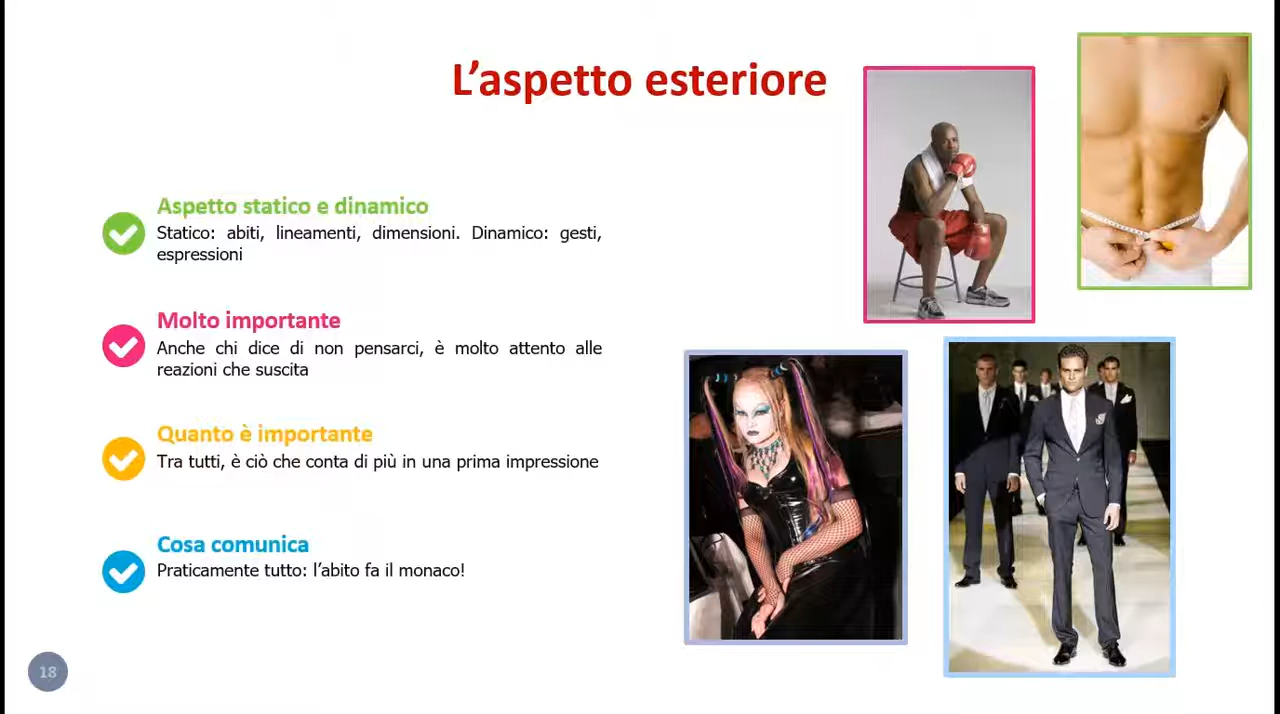 L’aspetto esteriore
Aspetto statico e dinamico
Statico: abiti, lineamenti, dimensioni. Dinamico: gesti,
espressioni
Molto importante
Anche chi dice di non pensarci, è molto attento alle
reazioni che suscita
Quanto è importante
Tra tutti, è ciò che conta di più in una prima impressione
Cosa comunica
Praticamente tutto: l’abito fa il monaco!
18